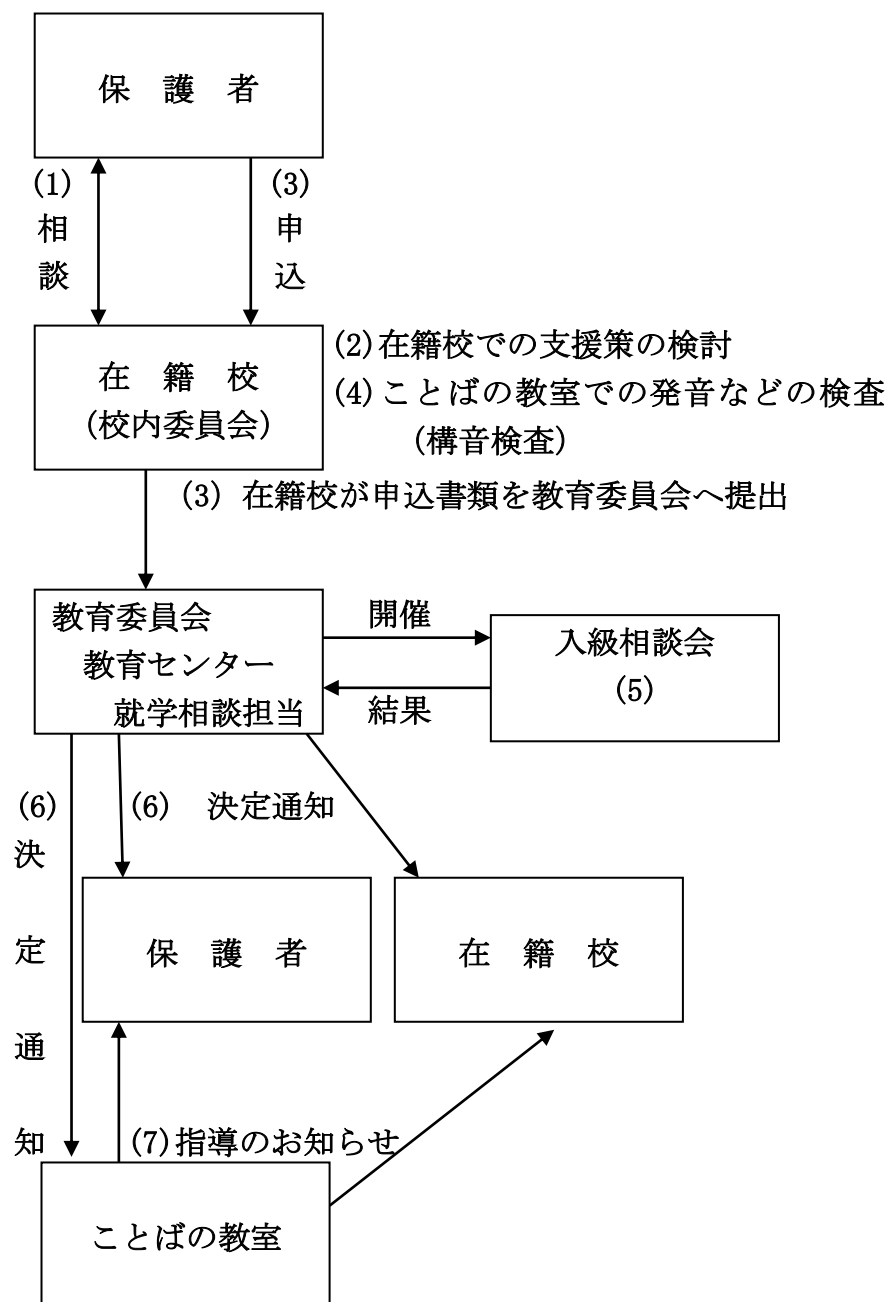 保 護 者
(1)
相
談
(3)
申
込
在 籍 校
(校内委員会)
(2)在籍校での支援策の検討
(4)ことばの教室での発音などの検査
(構音検査)
(3) 在籍校が申込書類を教育委員会へ提出
教育委員会
教育センター
就学相談担当
開催
結果
入級相談会
(5)
(6)
決
定
通
知
(6) 決定通知
保 護 者
在 籍 校
(7)指導のお知らせ
ことばの教室